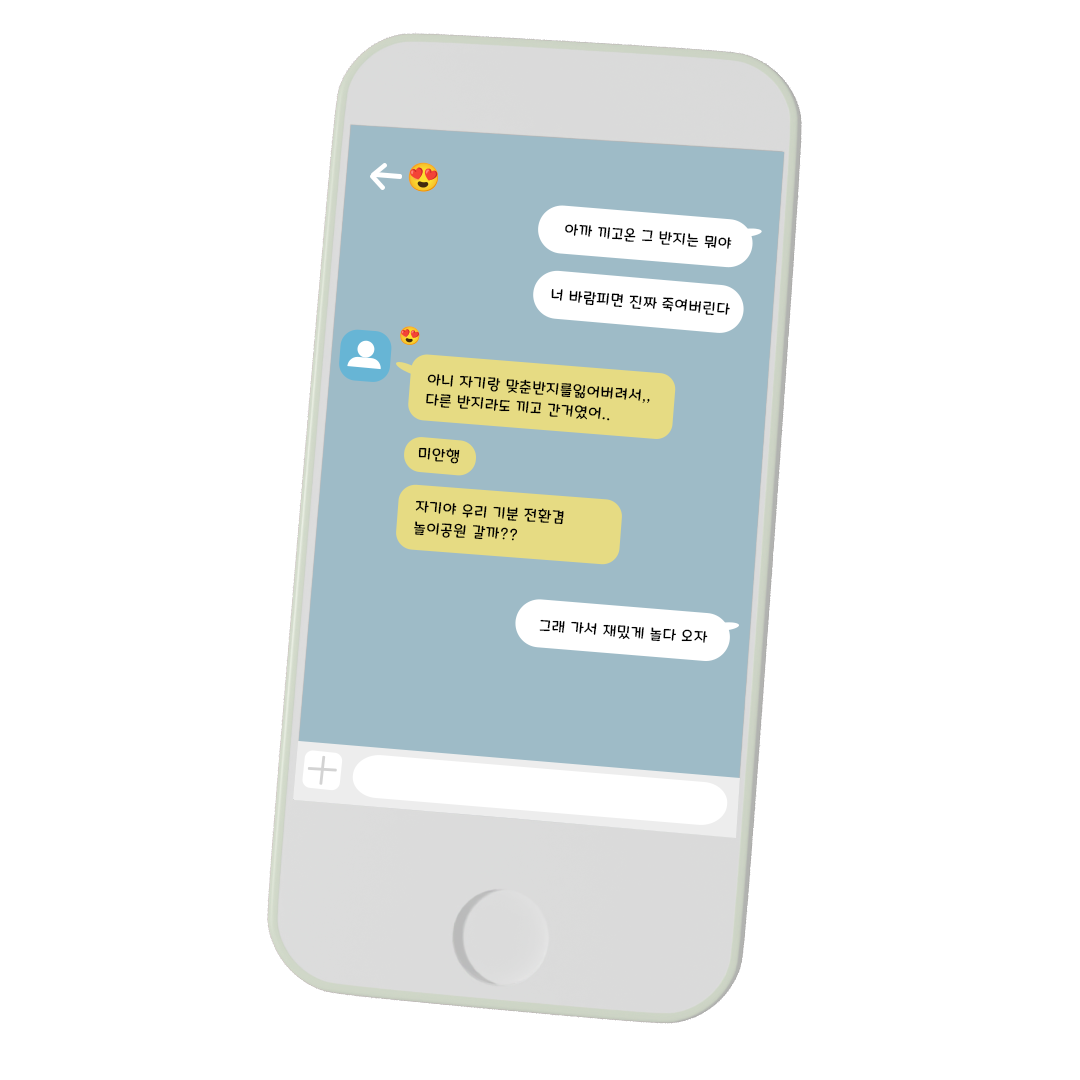 아까 끼고온 그 반지는 뭐야
너 바람피면 진짜 죽여버린다
아니 자기랑 맞춘반지를잃어버려서,,
다른 반지라도 끼고 간거였어..
미안행
자기야 우리 기분 전환겸
놀이공원 갈까??
그래 가서 재밌게 놀다 오자